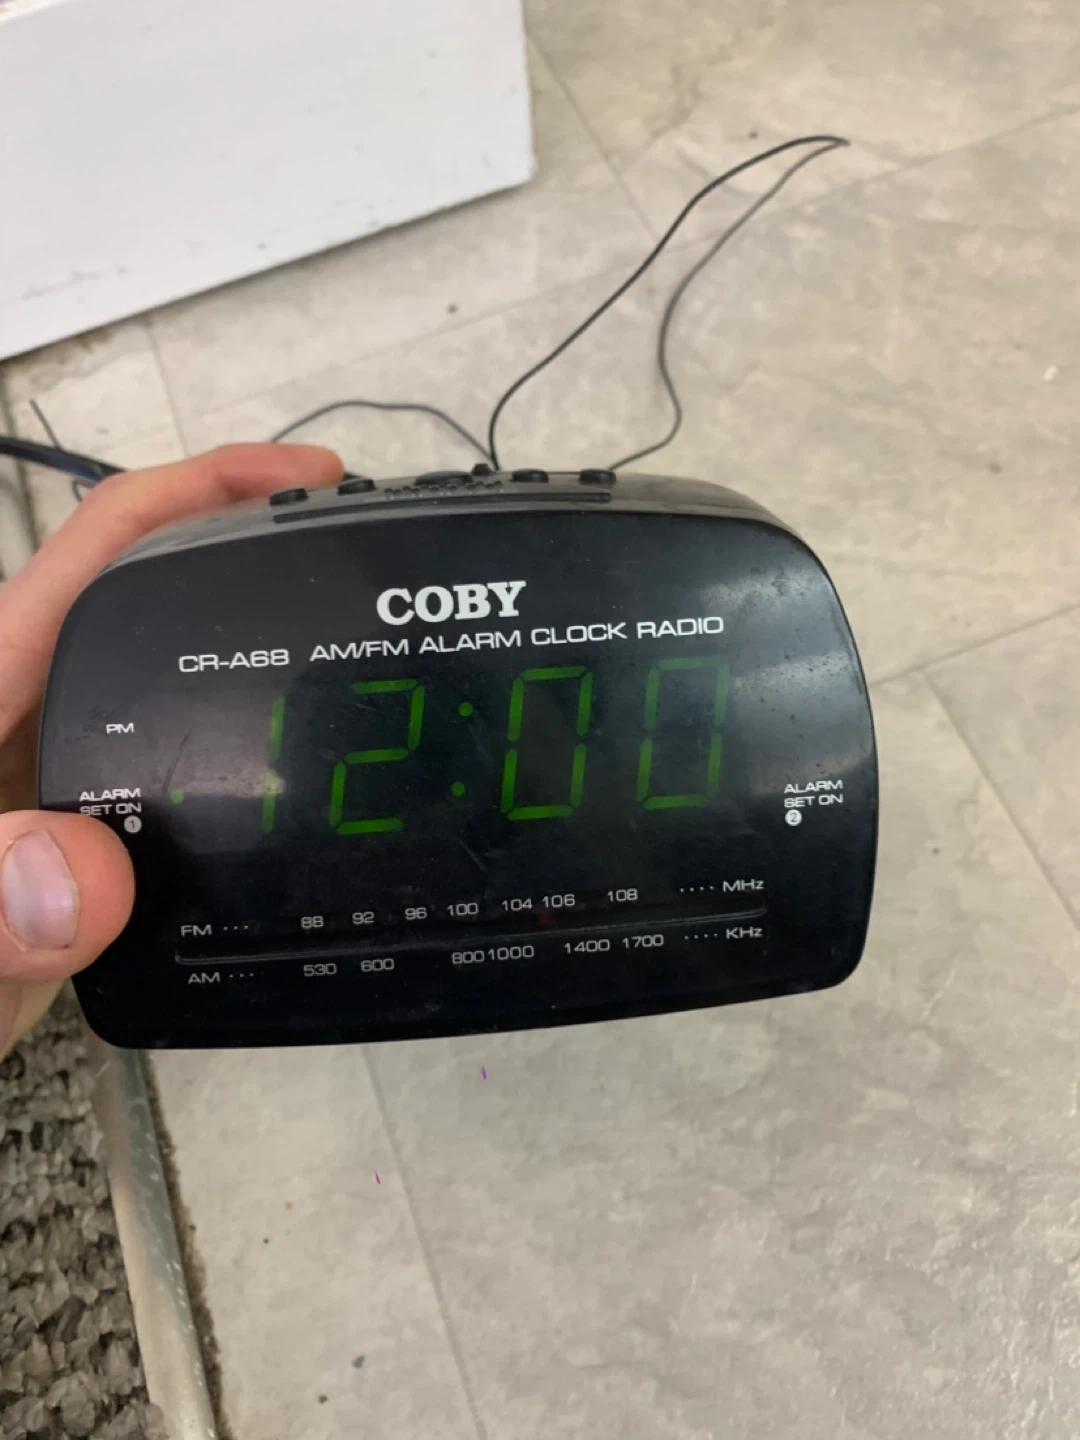 COBY
CR-A68 AM/FM ALARM CLOCK RADIO
PM
12:00
ALARM
SET ON
1
ALARM
SET ON
2
FM ···· 88 92 96 100 104 106 108 ···· MHz
AM ···· 530 600 800 1000 1400 1700 ···· KHz